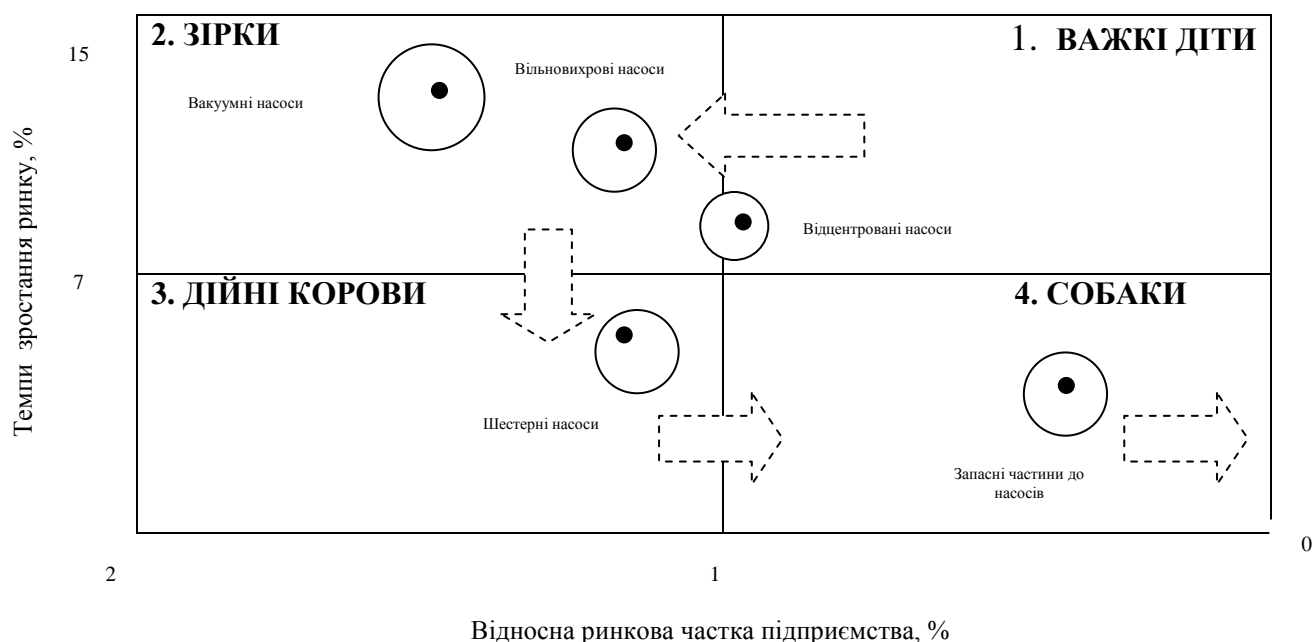 15
2. ЗІРКИ
1. ВАЖКІ ДІТИ
Вільновихрові насоси
Вакуумні насоси
Відцентровані насоси
Темпи зростання ринку, %
7
3. ДІЙНІ КОРОВИ
4. СОБАКИ
Шестерні насоси
Запасні частини до
насосів
0
2
1
Відносна ринкова частка підприємства, %